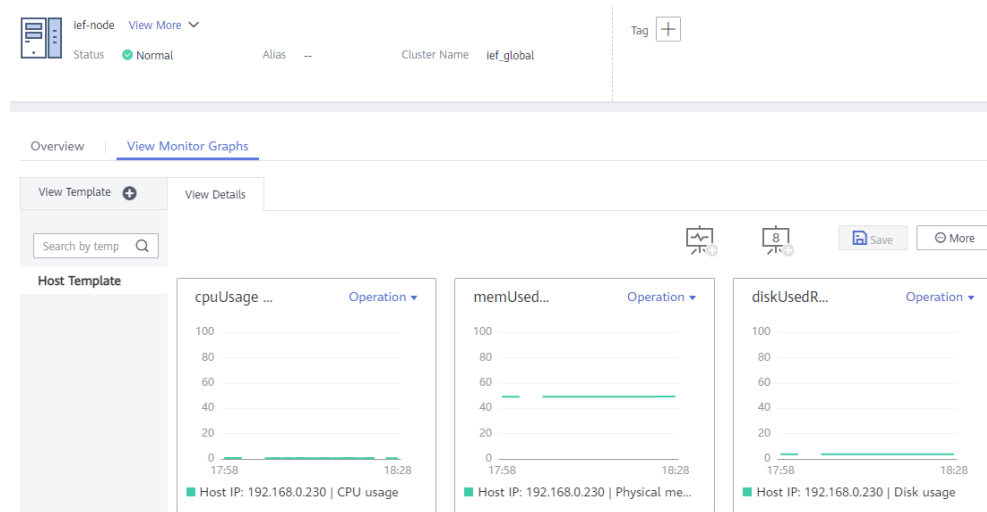 ief-node View More
Tag
Status Normal Alias -- Cluster Name ief_global
Overview View Monitor Graphs
View Template View Details
8 Save More
Search by temp
Host Template
cpuUsage ... Operation memUsed... Operation diskUsedR... Operation
100 100 100
80 80 80
60 60 60
40 40 40
20 20 20
0 0 0
17:58 18:28 17:58 18:28 17:58 18:28
Host IP: 192.168.0.230 | CPU usage Host IP: 192.168.0.230 | Physical me... Host IP: 192.168.0.230 | Disk usage